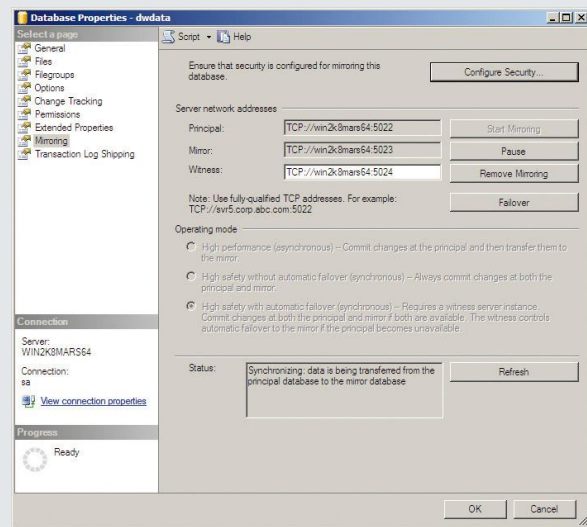 Database Properties - dwdata
Select a page
General
Files
Filegroups
Options
Change Tracking
Permissions
Extended Properties
Mirroring
Transaction Log Shipping
Connection
Server:
WIN2K8MARS64
Connection:
sa
View connection properties
Progress
Ready
Script
Help
Ensure that security is configured for mirroring this
database.
Configure Security...
Server network addresses
Principal:
TCP://win2k8mars64:5022
Start Mirroring
Mirror:
TCP://win2k8mars64:5023
Pause
Witness:
TCP://win2k8mars64:5024
Remove Mirroring
Note: Use fully-qualified TCP addresses. For example:
TCP://svr5.corp.abc.com:5022
Failover
Operating mode
High performance (asynchronous) – Commit changes at the principal and then transfer them to
the mirror.
High safety without automatic failover (synchronous) – Always commit changes at both the
principal and mirror.
High safety with automatic failover (synchronous) – Requires a witness server instance.
Commit changes at both the principal and mirror if both are available. The witness controls
automatic failover to the mirror if the principal becomes unavailable.
Status:
Synchronizing: data is being transferred from the
principal database to the mirror database
Refresh
OK
Cancel